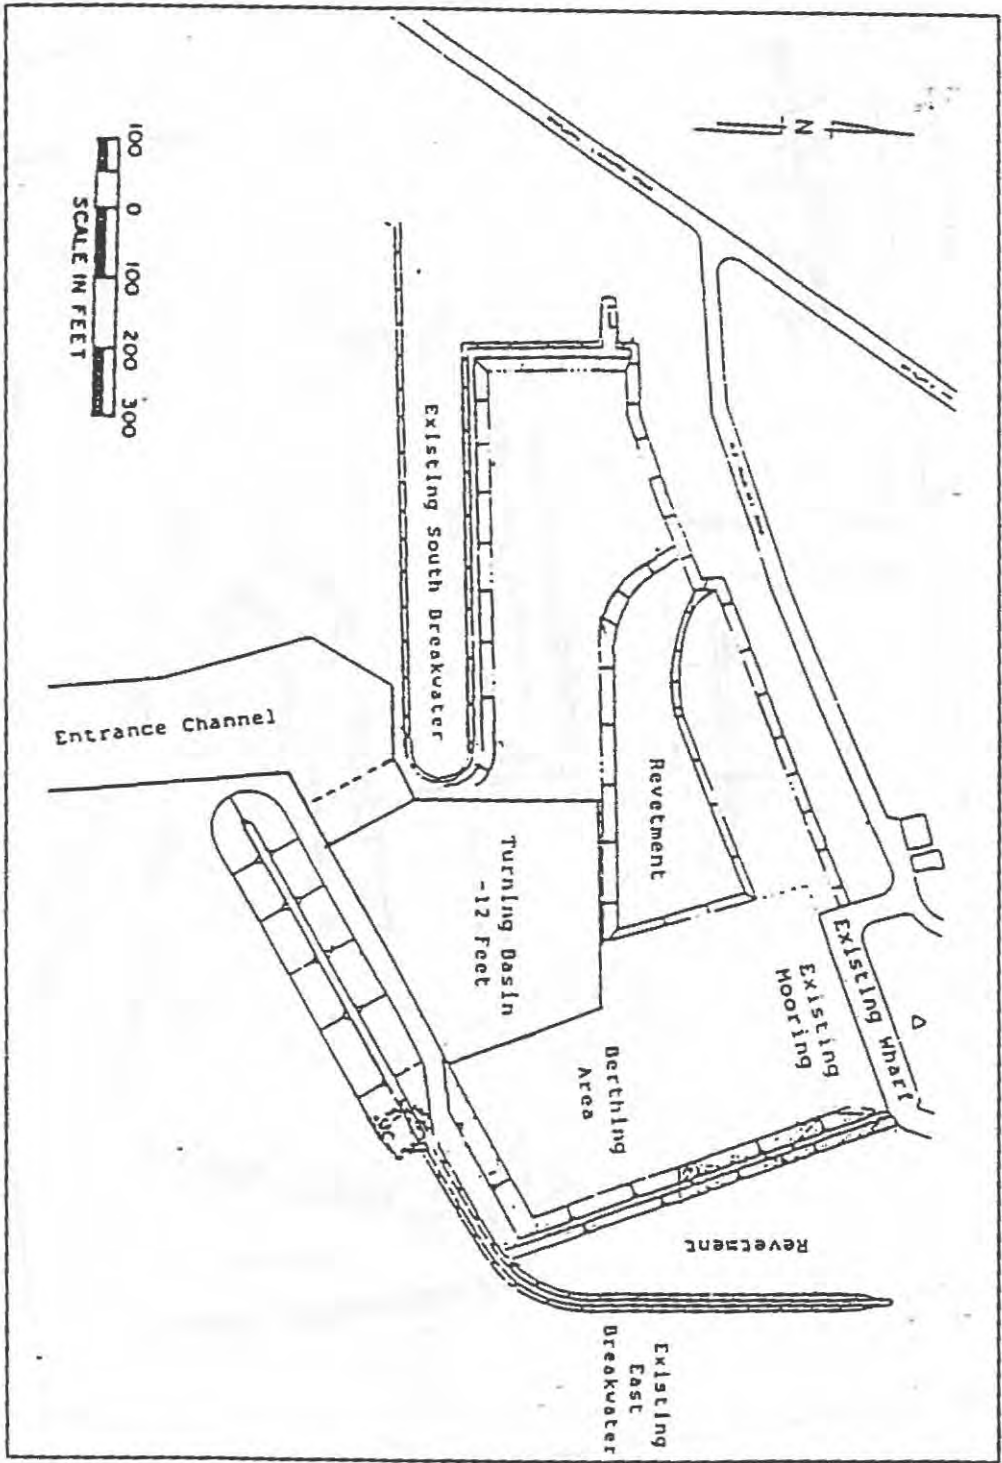 N
100 0 100 200 300
SCALE IN FEET
Existing South Breakwater
Entrance Channel
Turning Basin
-12 Feet
Revetment
Existing Wharf
Existing
Mooring
Berthing
Area
Revetment
Existing
East
Breakwater